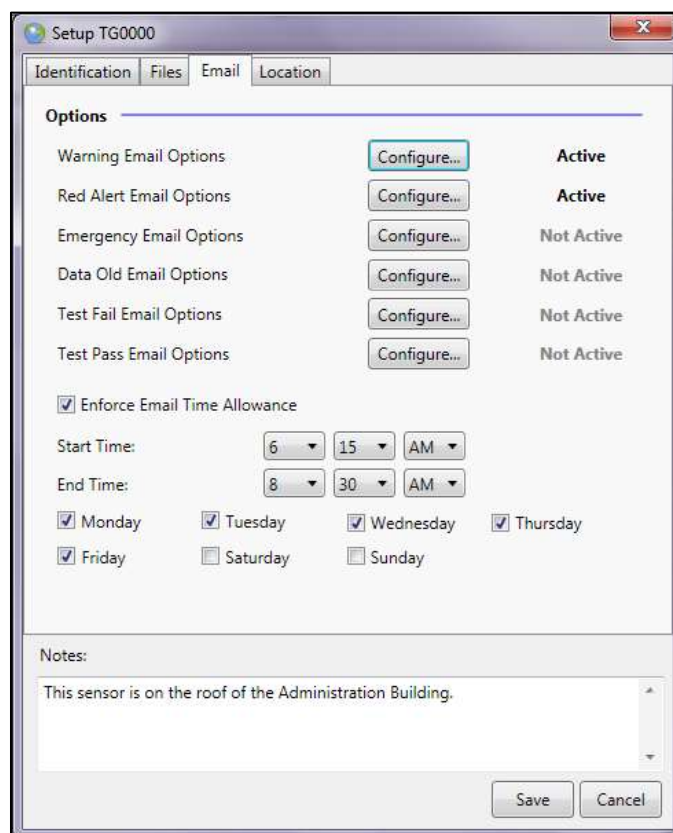 Setup TG0000
Identification Files Email Location
Options
Warning Email Options Configure... Active
Red Alert Email Options Configure... Active
Emergency Email Options Configure... Not Active
Data Old Email Options Configure... Not Active
Test Fail Email Options Configure... Not Active
Test Pass Email Options Configure... Not Active
Enforce Email Time Allowance
Start Time: 6 15 AM
End Time: 8 30 AM
Monday Tuesday Wednesday Thursday
Friday Saturday Sunday
Notes:
This sensor is on the roof of the Administration Building.
Save Cancel